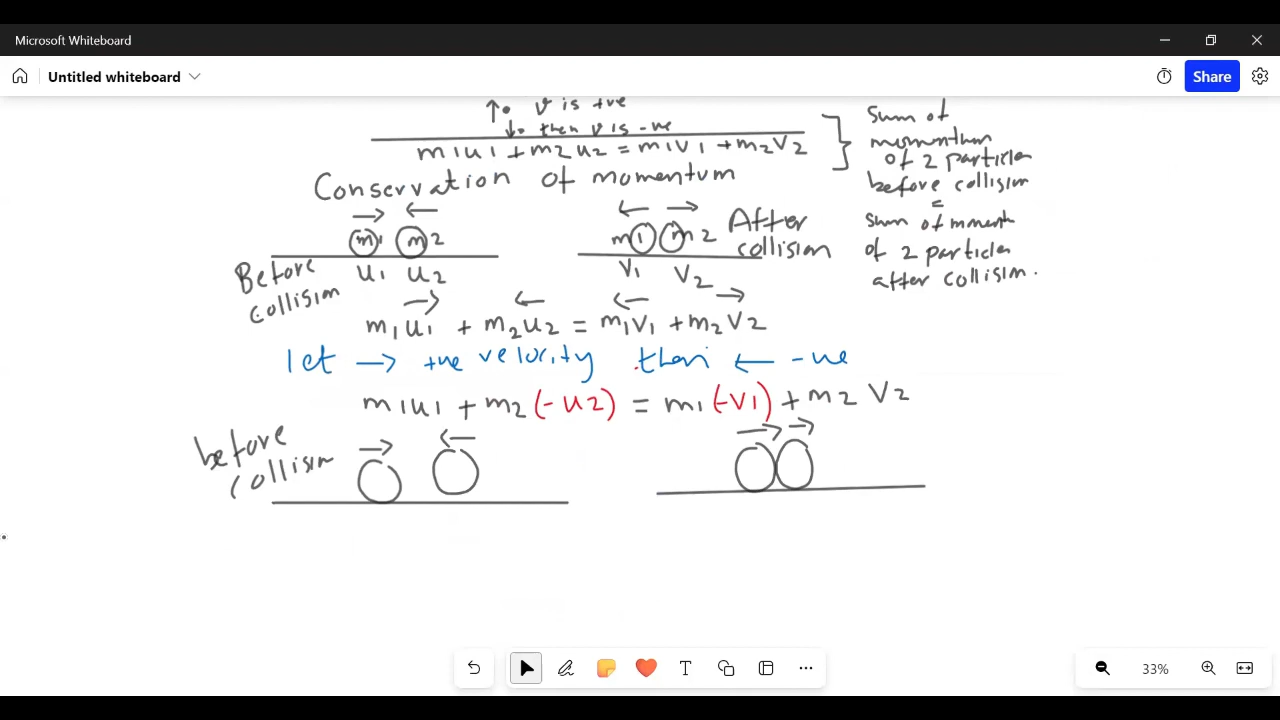 Microsoft Whiteboard
Untitled whiteboard
Share
↑• v is +ve
↓• then v is -ve
m1u1 + m2u2 = m1v1 + m2v2
Conservation of momentum
sum of
of 2 particles
before collision
=
sum of
of 2 particles
after collision.
→ ← ← →
m1 m2 m1 m2
After
collision
Before
collision
u1 u2 v1 v2
→ ← ← →
m1u1 + m2u2 = m1v1 + m2v2
let → +ve velocity then ← -ve
m1u1 + m2(-u2) = m1(-v1) + m2v2
before
collision
→ ← → →
33%